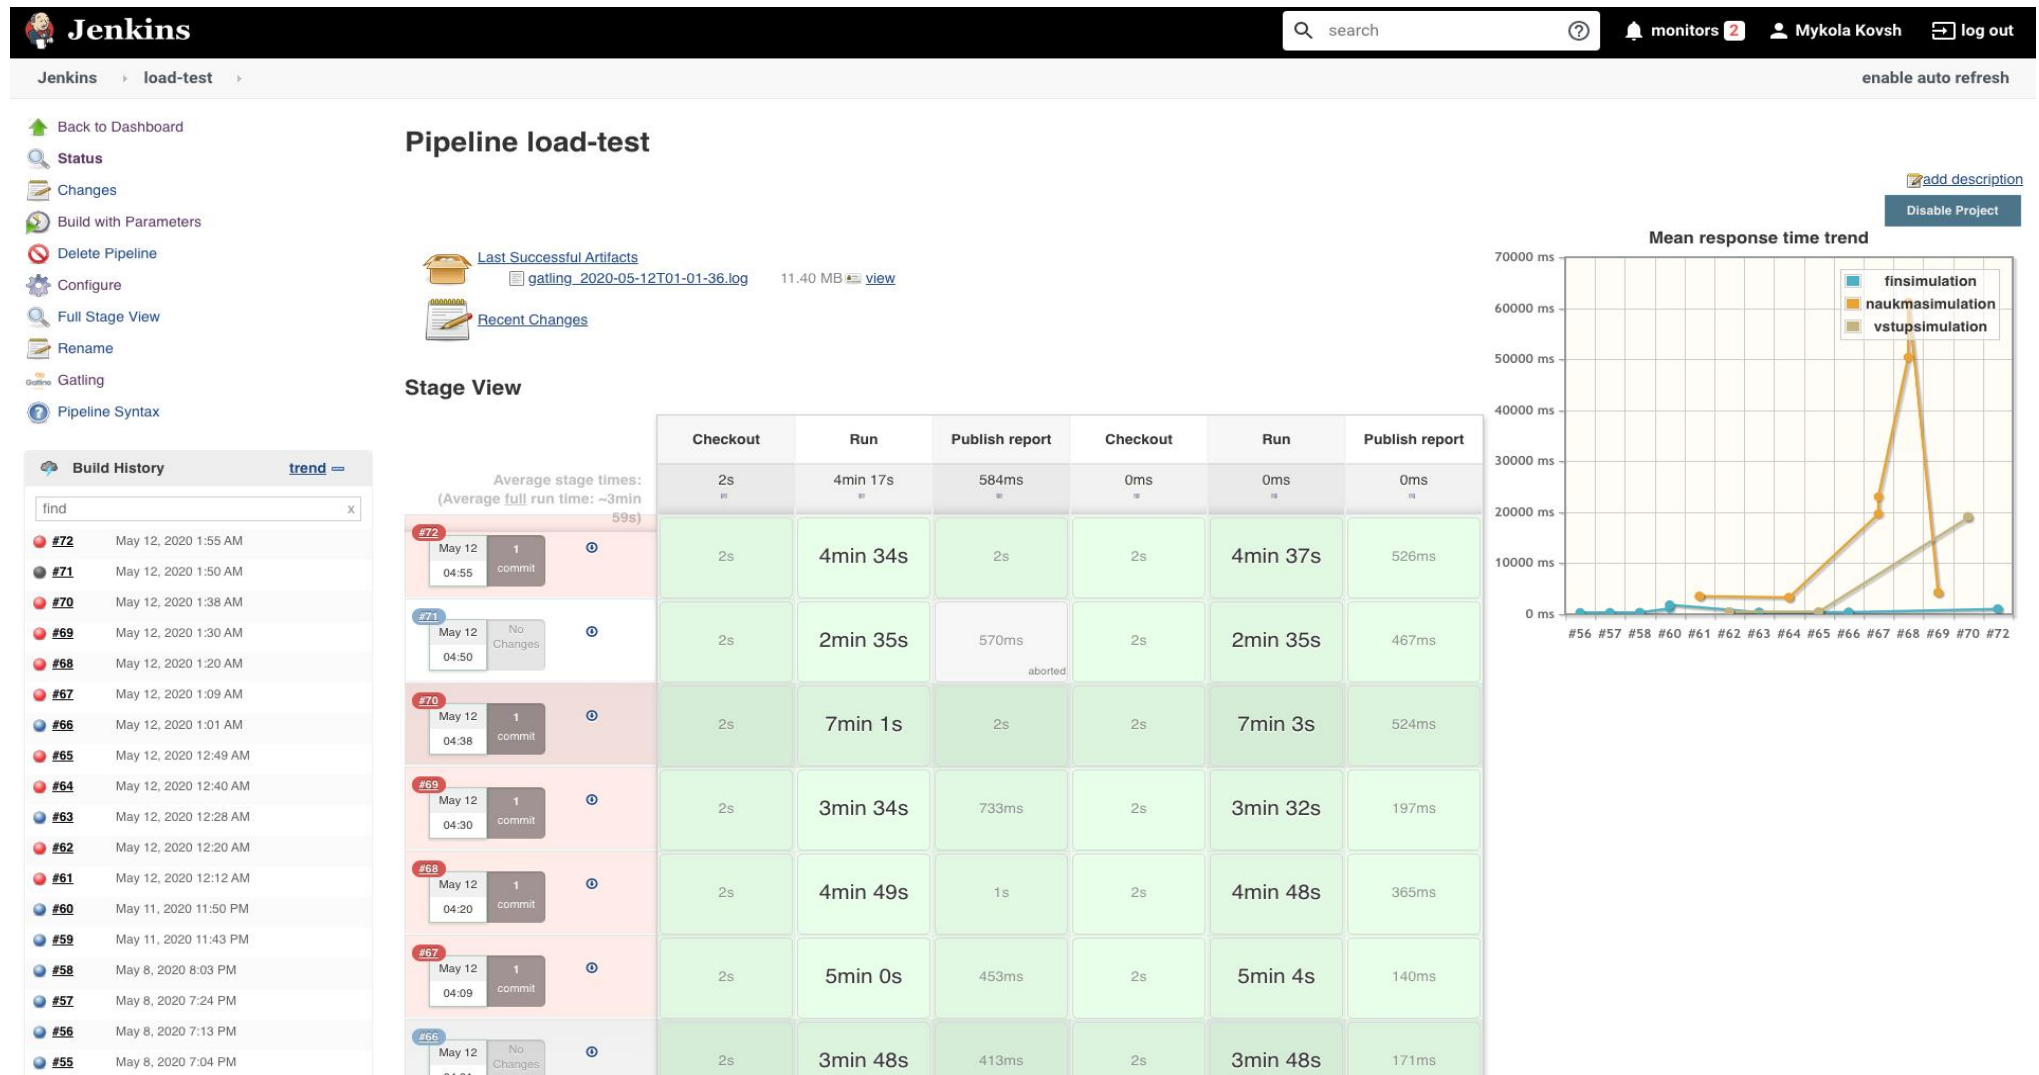 Jenkins
search
monitors 2
Mykola Kovsh
log out
Jenkins
load-test
enable auto refresh
Back to Dashboard
Status
Changes
Build with Parameters
Delete Pipeline
Configure
Full Stage View
Rename
Gatling
Gatling
Pipeline Syntax
Build History
trend
find
x
#72 May 12, 2020 1:55 AM
#71 May 12, 2020 1:50 AM
#70 May 12, 2020 1:38 AM
#69 May 12, 2020 1:30 AM
#68 May 12, 2020 1:20 AM
#67 May 12, 2020 1:09 AM
#66 May 12, 2020 1:01 AM
#65 May 12, 2020 12:49 AM
#64 May 12, 2020 12:40 AM
#63 May 12, 2020 12:28 AM
#62 May 12, 2020 12:20 AM
#61 May 12, 2020 12:12 AM
#60 May 11, 2020 11:50 PM
#59 May 11, 2020 11:43 PM
#58 May 8, 2020 8:03 PM
#57 May 8, 2020 7:24 PM
#56 May 8, 2020 7:13 PM
#55 May 8, 2020 7:04 PM
Pipeline load-test
add description
Disable Project
Last Successful Artifacts
gatling_2020-05-12T01-01-36.log 11.40 MB view
Recent Changes
Stage View
Checkout Run Publish report Checkout Run Publish report
Average stage times:
(Average full run time: ~3min
59s)
2s 4min 17s 584ms 0ms 0ms 0ms
#72
May 12
04:55
1
commit
2s 4min 34s 2s 2s 4min 37s 526ms
#71
May 12
04:50
No
Changes
2s 2min 35s 570ms 2s 2min 35s 467ms
aborted
#70
May 12
04:38
1
commit
2s 7min 1s 2s 2s 7min 3s 524ms
#69
May 12
04:30
1
commit
2s 3min 34s 733ms 2s 3min 32s 197ms
#68
May 12
04:20
1
commit
2s 4min 49s 1s 2s 4min 48s 365ms
#67
May 12
04:09
1
commit
2s 5min 0s 453ms 2s 5min 4s 140ms
#66
May 12
No
Changes
2s 3min 48s 413ms 2s 3min 48s 171ms
Mean response time trend
70000 ms
60000 ms
50000 ms
40000 ms
30000 ms
20000 ms
10000 ms
0 ms
finsimulation
naukmasimulation
vstupsimulation
#56 #57 #58 #60 #61 #62 #63 #64 #65 #66 #67 #68 #69 #70 #72